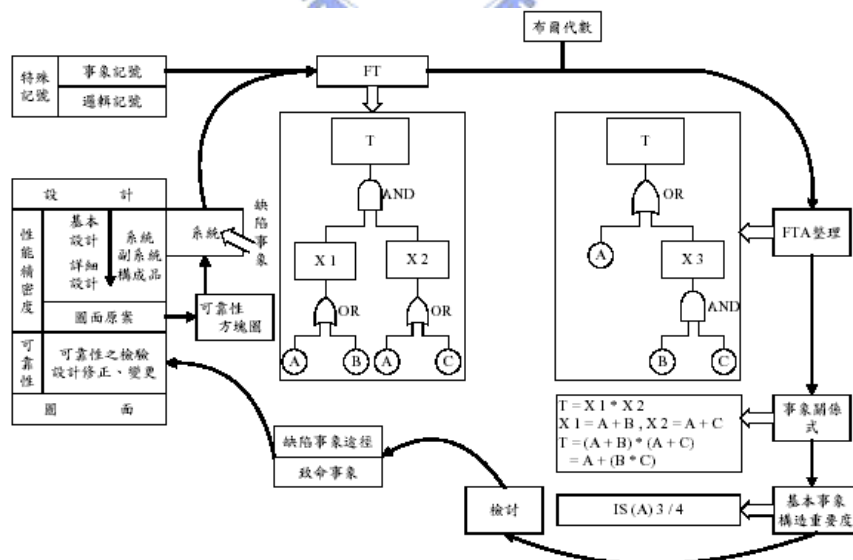 布爾代數
特殊
記號
事象記號
邏輯記號
FT
T
AND
X 1
X 2
OR
OR
A
B
A
C
T
OR
A
X 3
AND
B
C
FTA整理
設 計
性能精密度
基本
設計
詳細
設計
系統
副系統
構成品
系統
缺陷事象
圖面原案
可靠性
方塊圖
可靠性
可靠性之檢驗
設計修正、變更
圖 面
缺陷事象途徑
致命事象
檢討
T = X 1 * X 2
X 1 = A + B , X 2 = A + C
T = (A + B) * (A + C)
= A + (B * C)
事象關係
式
IS (A) 3 / 4
基本事象
構造重要度